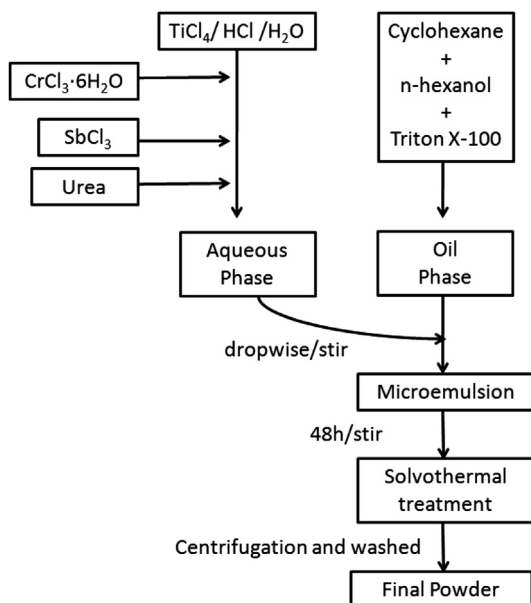 TiCl₄/ HCl /H₂O
CrCl₃·6H₂O
SbCl₃
Urea
Aqueous
Phase
Cyclohexane
+
n-hexanol
+
Triton X-100
Oil
Phase
dropwise/stir
Microemulsion
48h/stir
Solvothermal
treatment
Centrifugation and washed
Final Powder